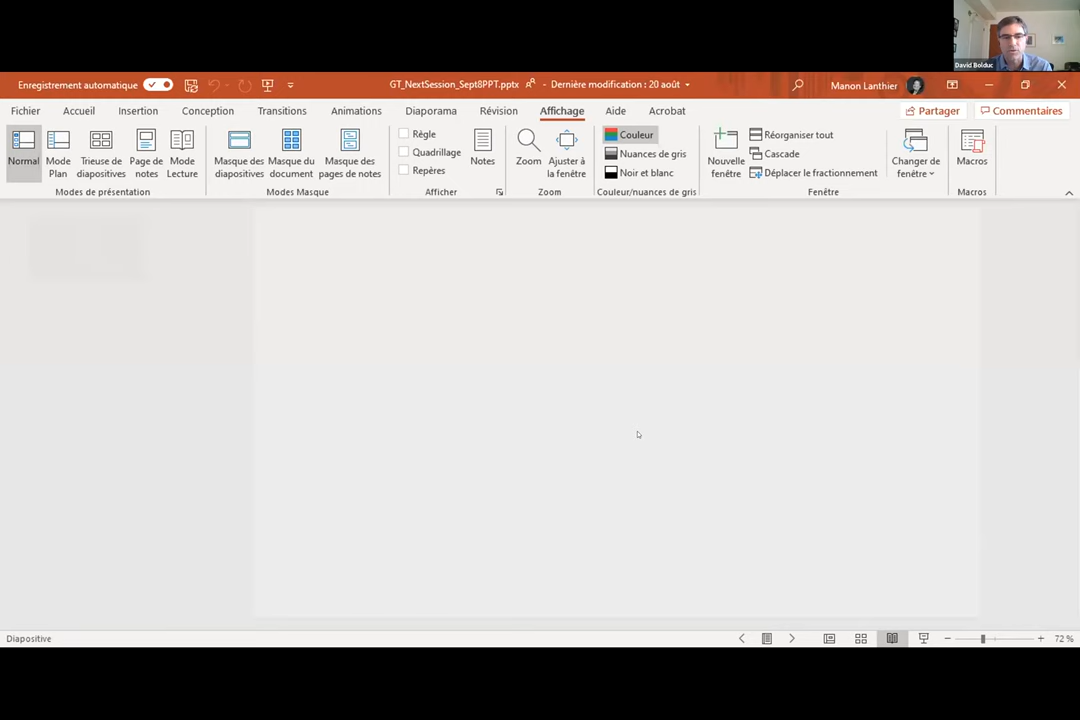 David Bolduc
Enregistrement automatique
GT_NextSession_Sept8PPT.pptx - Dernière modification : 20 août
Manon Lanthier
Fichier Accueil Insertion Conception Transitions Animations Diaporama Révision Affichage Aide Acrobat Partager Commentaires
Normal
Mode Plan
Trieuse de diapositives
Page de notes
Mode Lecture
Modes de présentation
Masque des diapositives
Masque du document
Masque des pages de notes
Modes Masque
Règle
Quadrillage
Repères
Afficher
Notes
Zoom
Ajuster à la fenêtre
Zoom
Couleur
Nuances de gris
Noir et blanc
Couleur/nuances de gris
Nouvelle fenêtre
Réorganiser tout
Cascade
Déplacer le fractionnement
Changer de fenêtre
Fenêtre
Macros
Macros
Diapositive
72 %